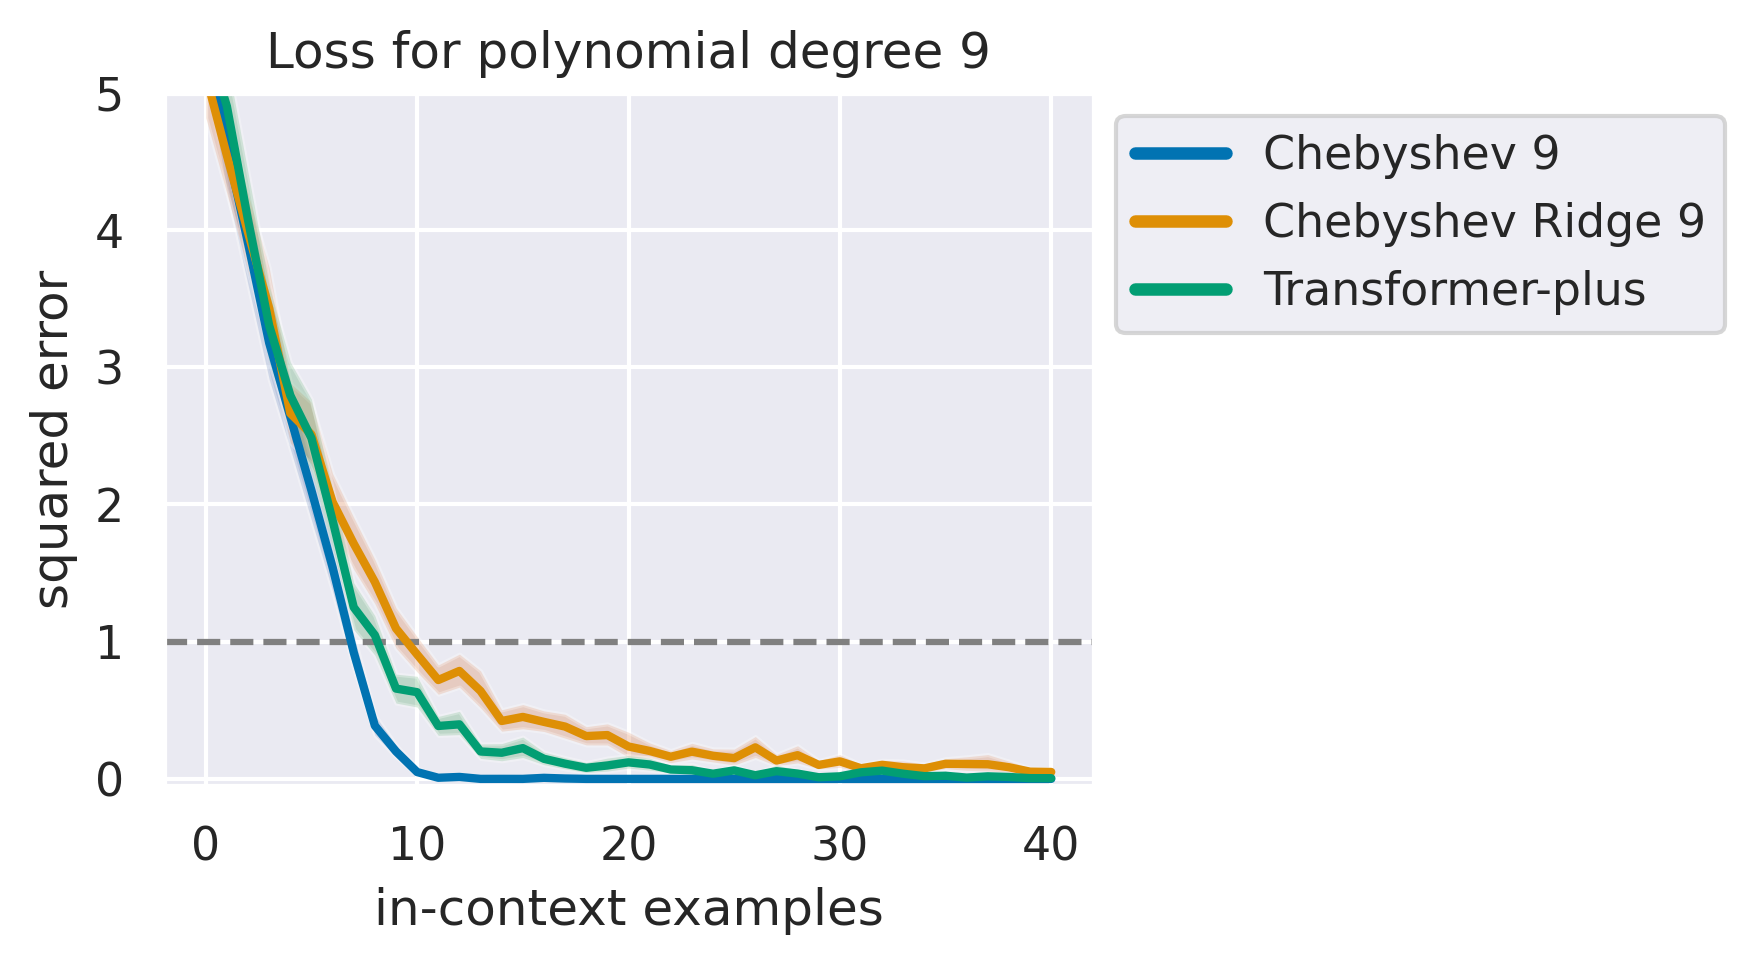 Loss for polynomial degree 9
5
4
3
2
1
0
squared error
0 10 20 30 40
in-context examples
Chebyshev 9
Chebyshev Ridge 9
Transformer-plus